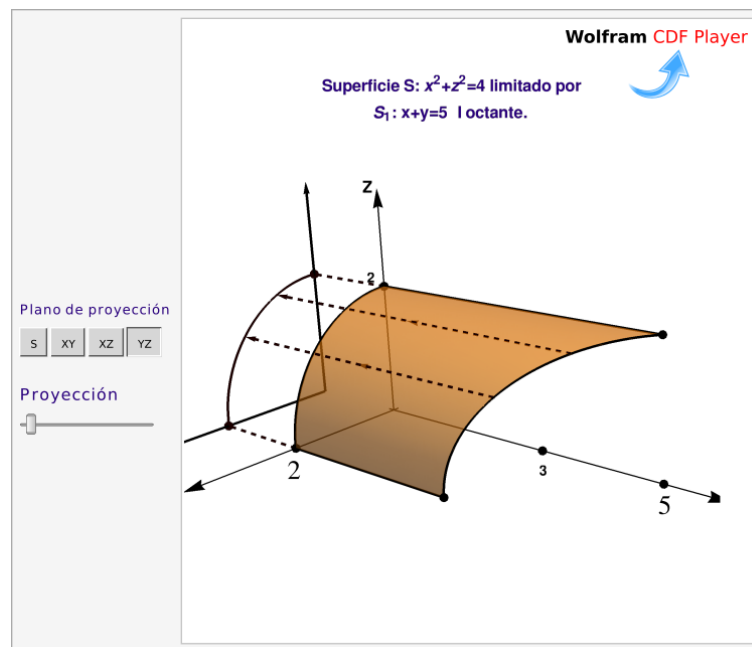 Wolfram CDF Player
Superficie S: x²+z²=4 limitado por
S₁: x+y=5 I octante.
Z
2
Plano de proyección
S XY XZ YZ
Proyección
2
3
5